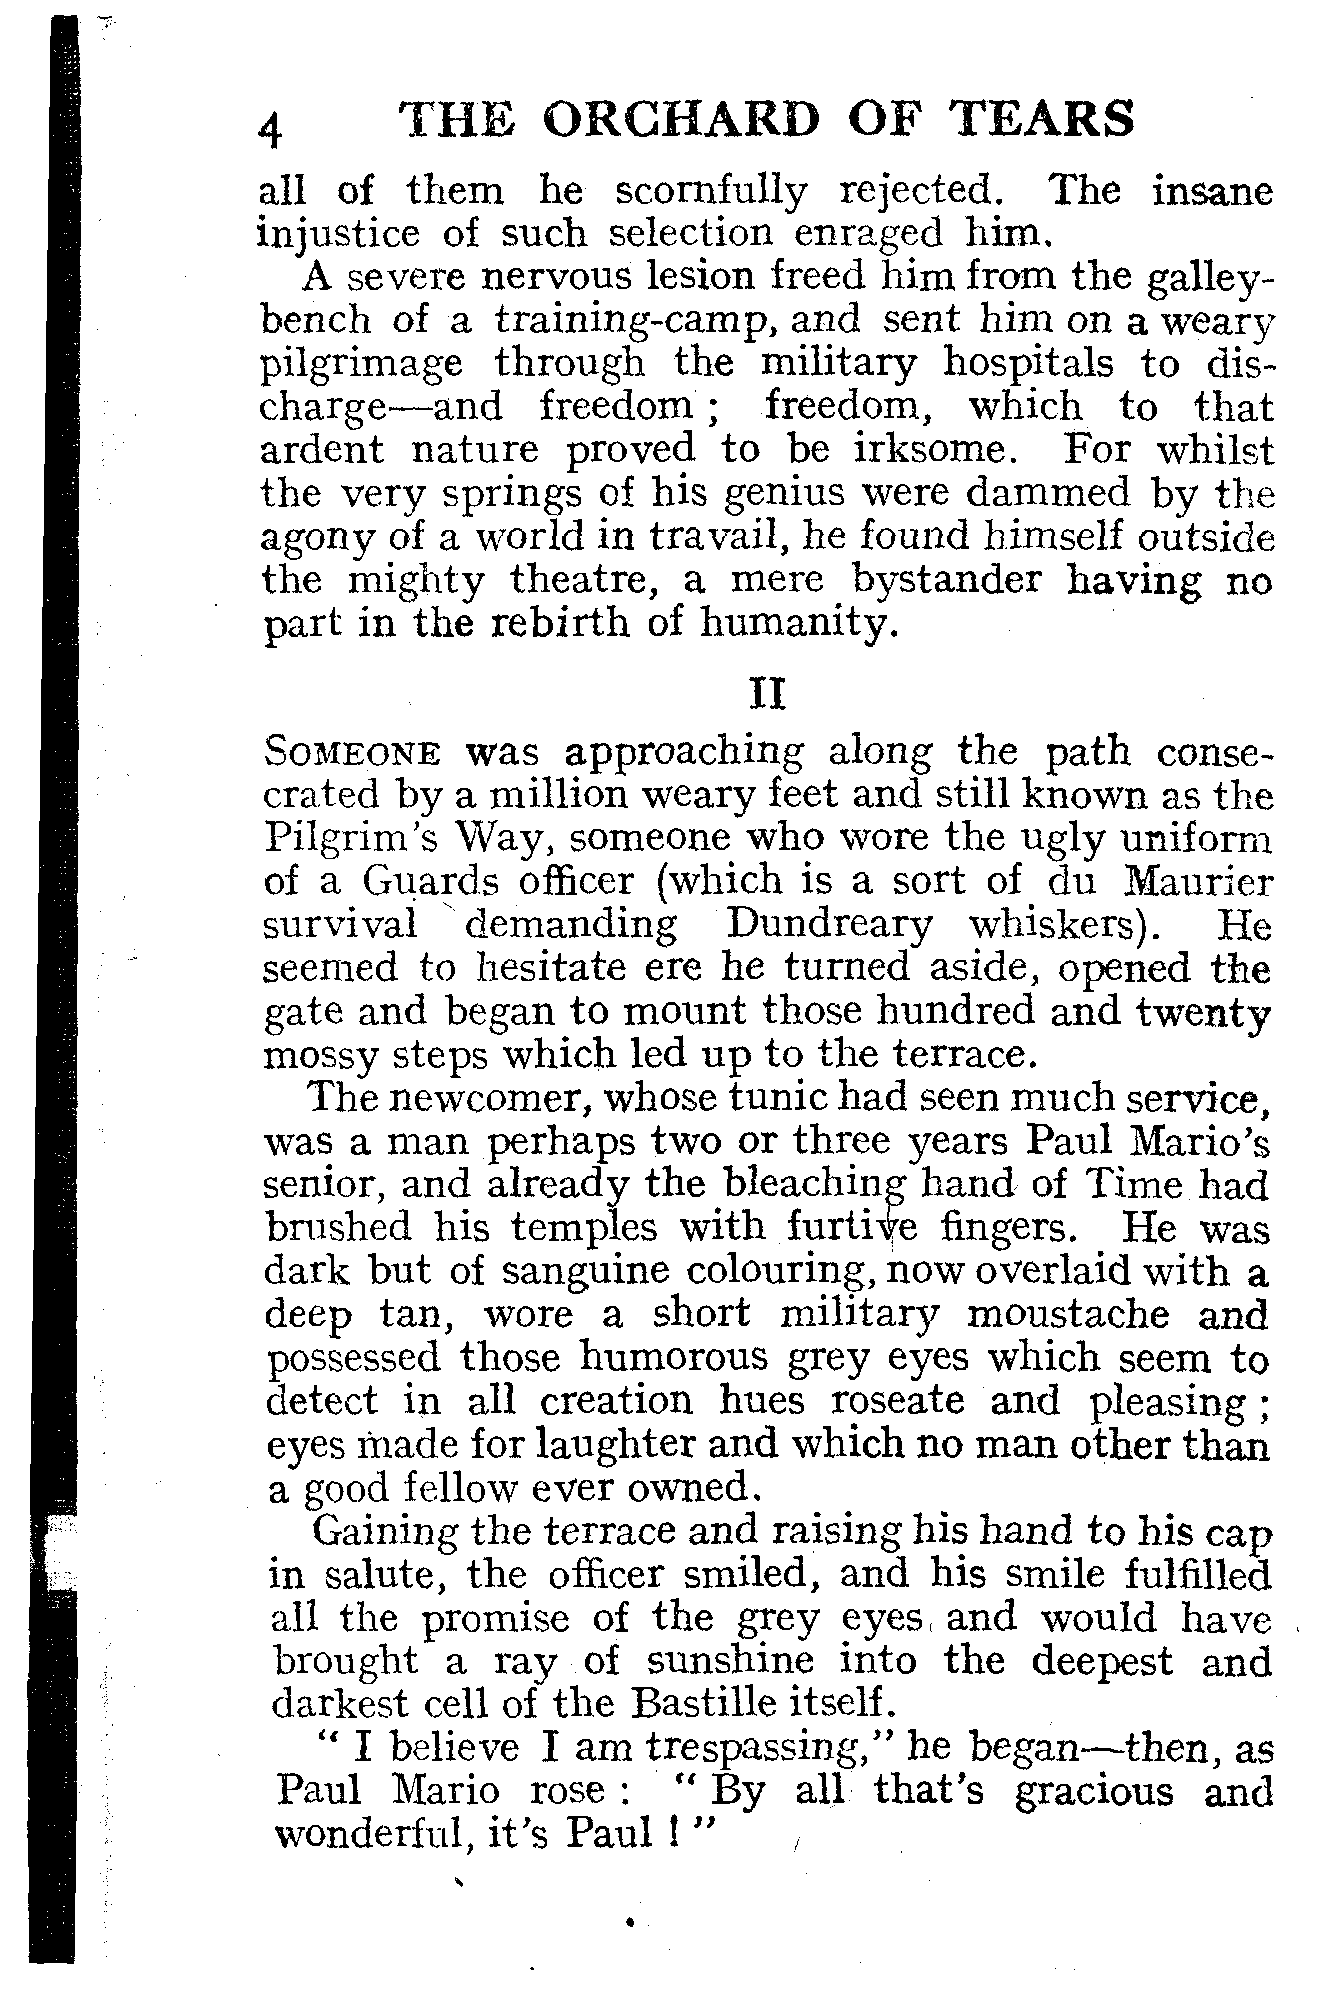 4 THE ORCHARD OF TEARS
all of them he scornfully rejected. The insane
injustice of such selection enraged him.
A severe nervous lesion freed him from the galley-
bench of a training-camp, and sent him on a weary
pilgrimage through the military hospitals to dis-
charge—and freedom ; freedom, which to that
ardent nature proved to be irksome. For whilst
the very springs of his genius were dammed by the
agony of a world in travail, he found himself outside
the mighty theatre, a mere bystander having no
part in the rebirth of humanity.
II
SOMEONE was approaching along the path conse-
crated by a million weary feet and still known as the
Pilgrim's Way, someone who wore the ugly uniform
of a Guards officer (which is a sort of du Maurier
survival demanding Dundreary whiskers). He
seemed to hesitate ere he turned aside, opened the
gate and began to mount those hundred and twenty
mossy steps which led up to the terrace.
The newcomer, whose tunic had seen much service,
was a man perhaps two or three years Paul Mario's
senior, and already the bleaching hand of Time had
brushed his temples with furtive fingers. He was
dark but of sanguine colouring, now overlaid with a
deep tan, wore a short military moustache and
possessed those humorous grey eyes which seem to
detect in all creation hues roseate and pleasing ;
eyes made for laughter and which no man other than
a good fellow ever owned.
Gaining the terrace and raising his hand to his cap
in salute, the officer smiled, and his smile fulfilled
all the promise of the grey eyes, and would have
brought a ray of sunshine into the deepest and
darkest cell of the Bastille itself.
“ I believe I am trespassing,” he began—then, as
Paul Mario rose : “ By all that's gracious and
wonderful, it's Paul ! ”